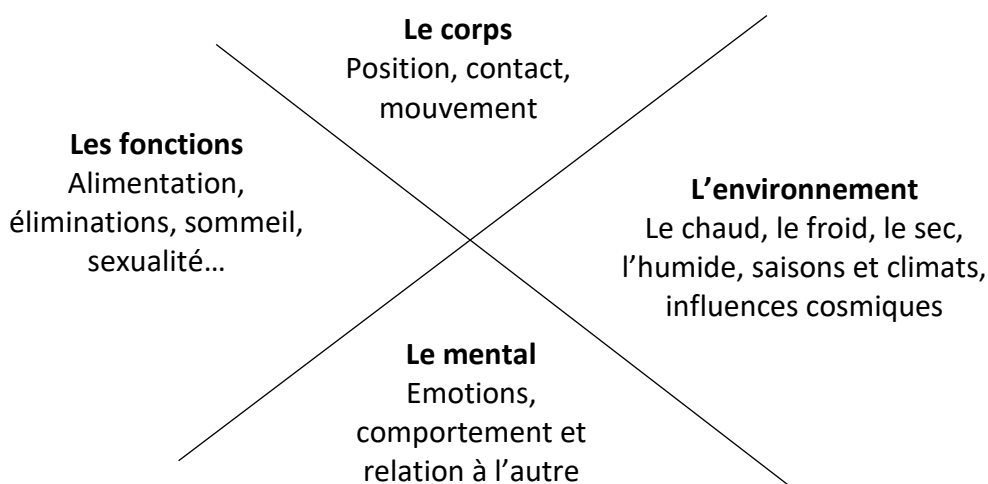 Le corps
Position, contact,
mouvement
Les fonctions
Alimentation,
éliminations, sommeil,
sexualité…
L’environnement
Le chaud, le froid, le sec,
l’humide, saisons et climats,
influences cosmiques
Le mental
Emotions,
comportement et
relation à l’autre